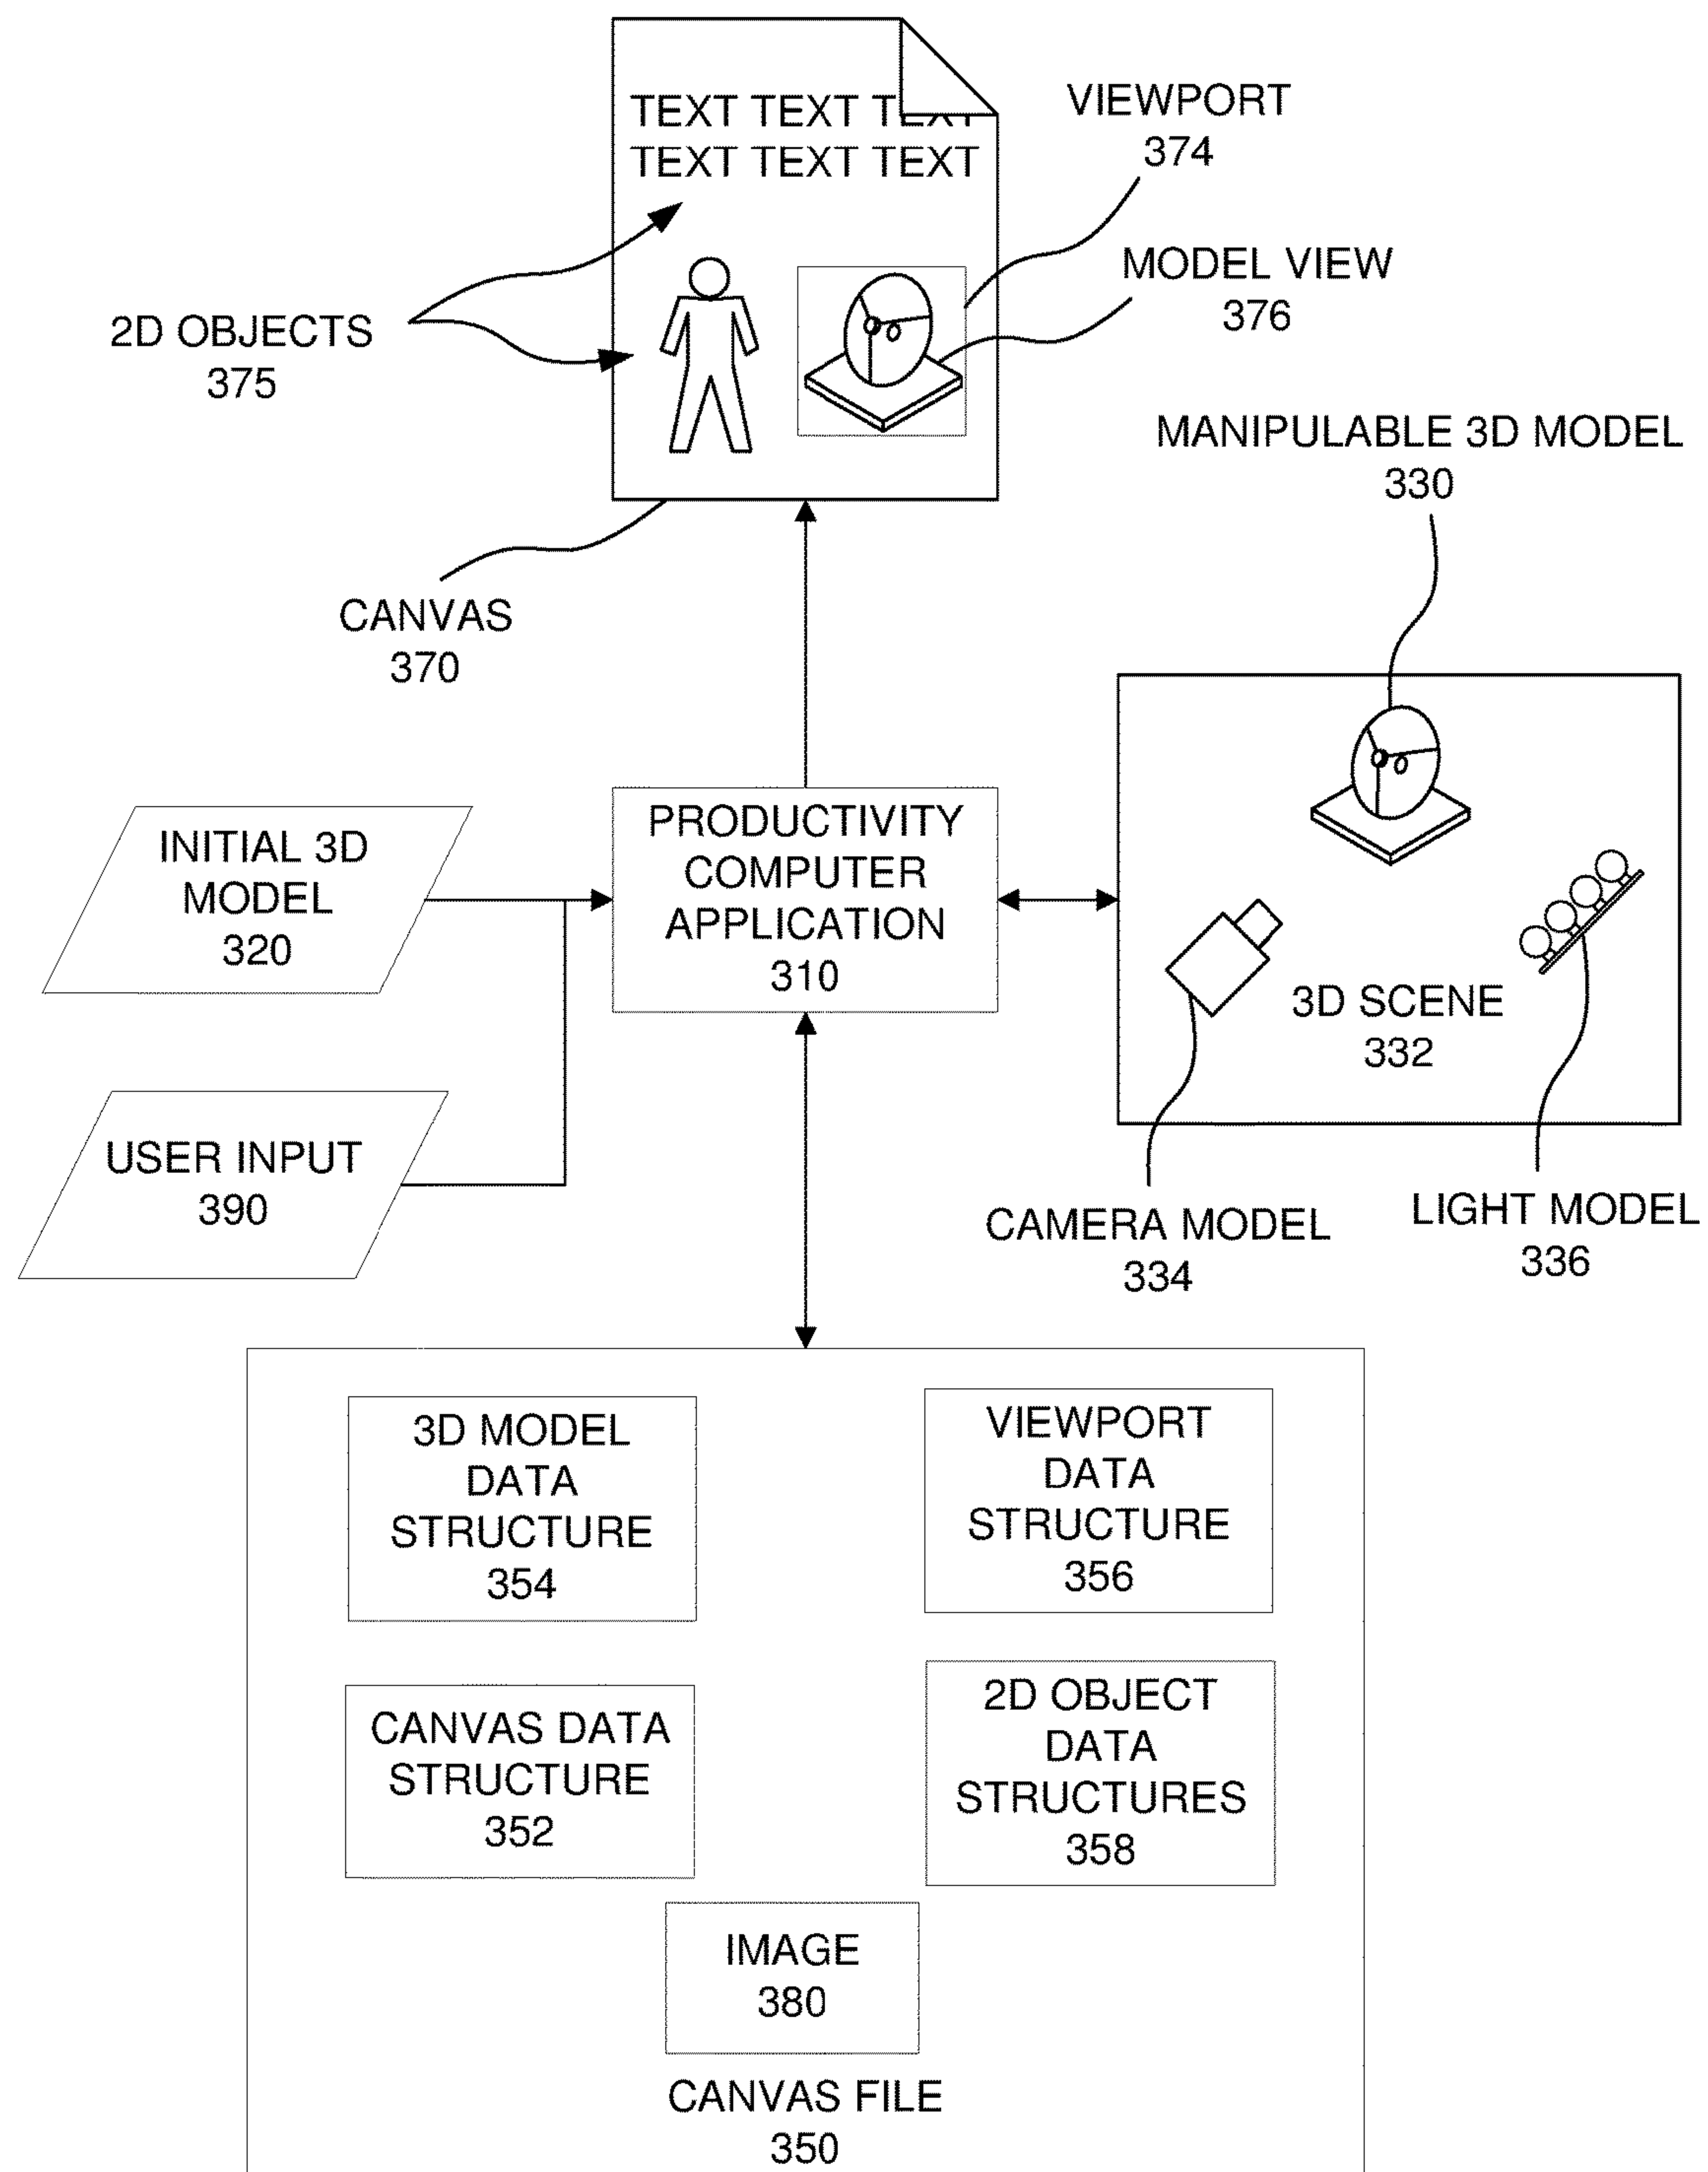 TEXT TEXT TEXT
TEXT TEXT TEXT
VIEWPORT
374
MODEL VIEW
376
2D OBJECTS
375
MANIPULABLE 3D MODEL
330
CANVAS
370
INITIAL 3D
MODEL
320
PRODUCTIVITY
COMPUTER
APPLICATION
310
3D SCENE
332
USER INPUT
390
CAMERA MODEL
334
LIGHT MODEL
336
3D MODEL
DATA
STRUCTURE
354
VIEWPORT
DATA
STRUCTURE
356
CANVAS DATA
STRUCTURE
352
2D OBJECT
DATA
STRUCTURES
358
IMAGE
380
CANVAS FILE
350